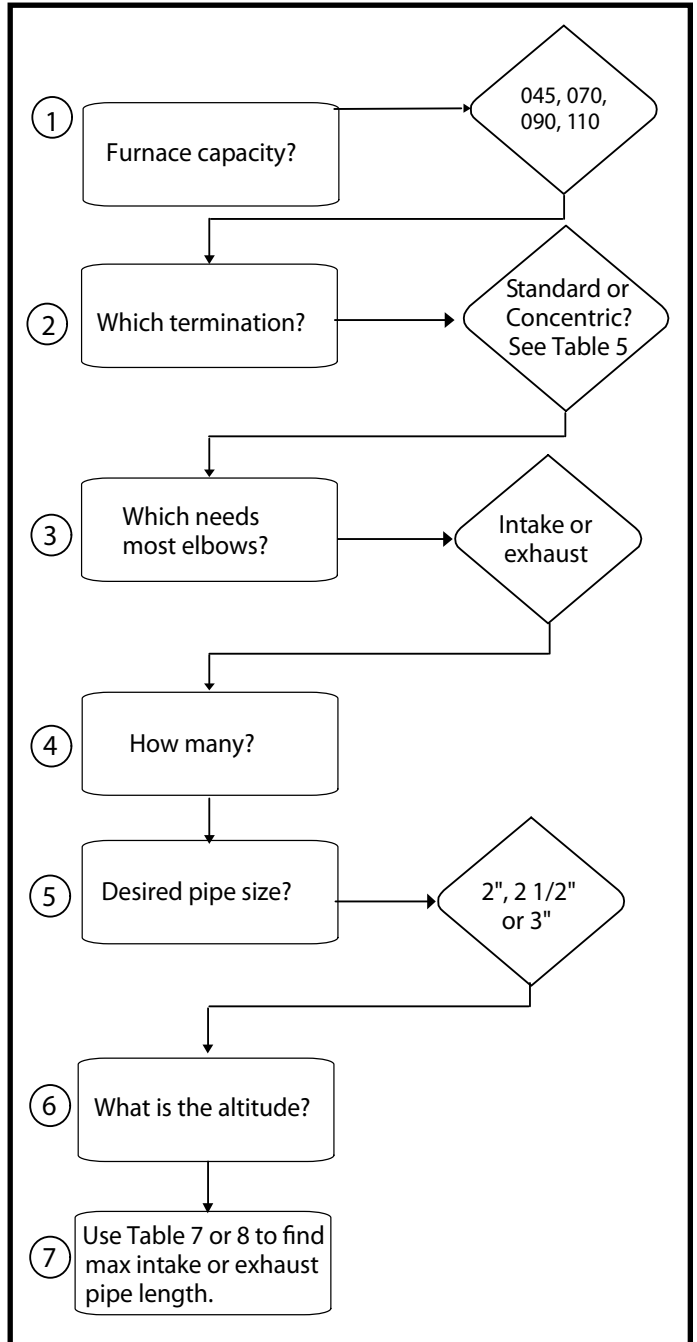 1
Furnace capacity?
045, 070,
090, 110
2
Which termination?
Standard or
Concentric?
See Table 5
3
Which needs
most elbows?
Intake or
exhaust
4
How many?
5
Desired pipe size?
2", 2 1/2"
or 3"
6
What is the altitude?
7
Use Table 7 or 8 to find
max intake or exhaust
pipe length.